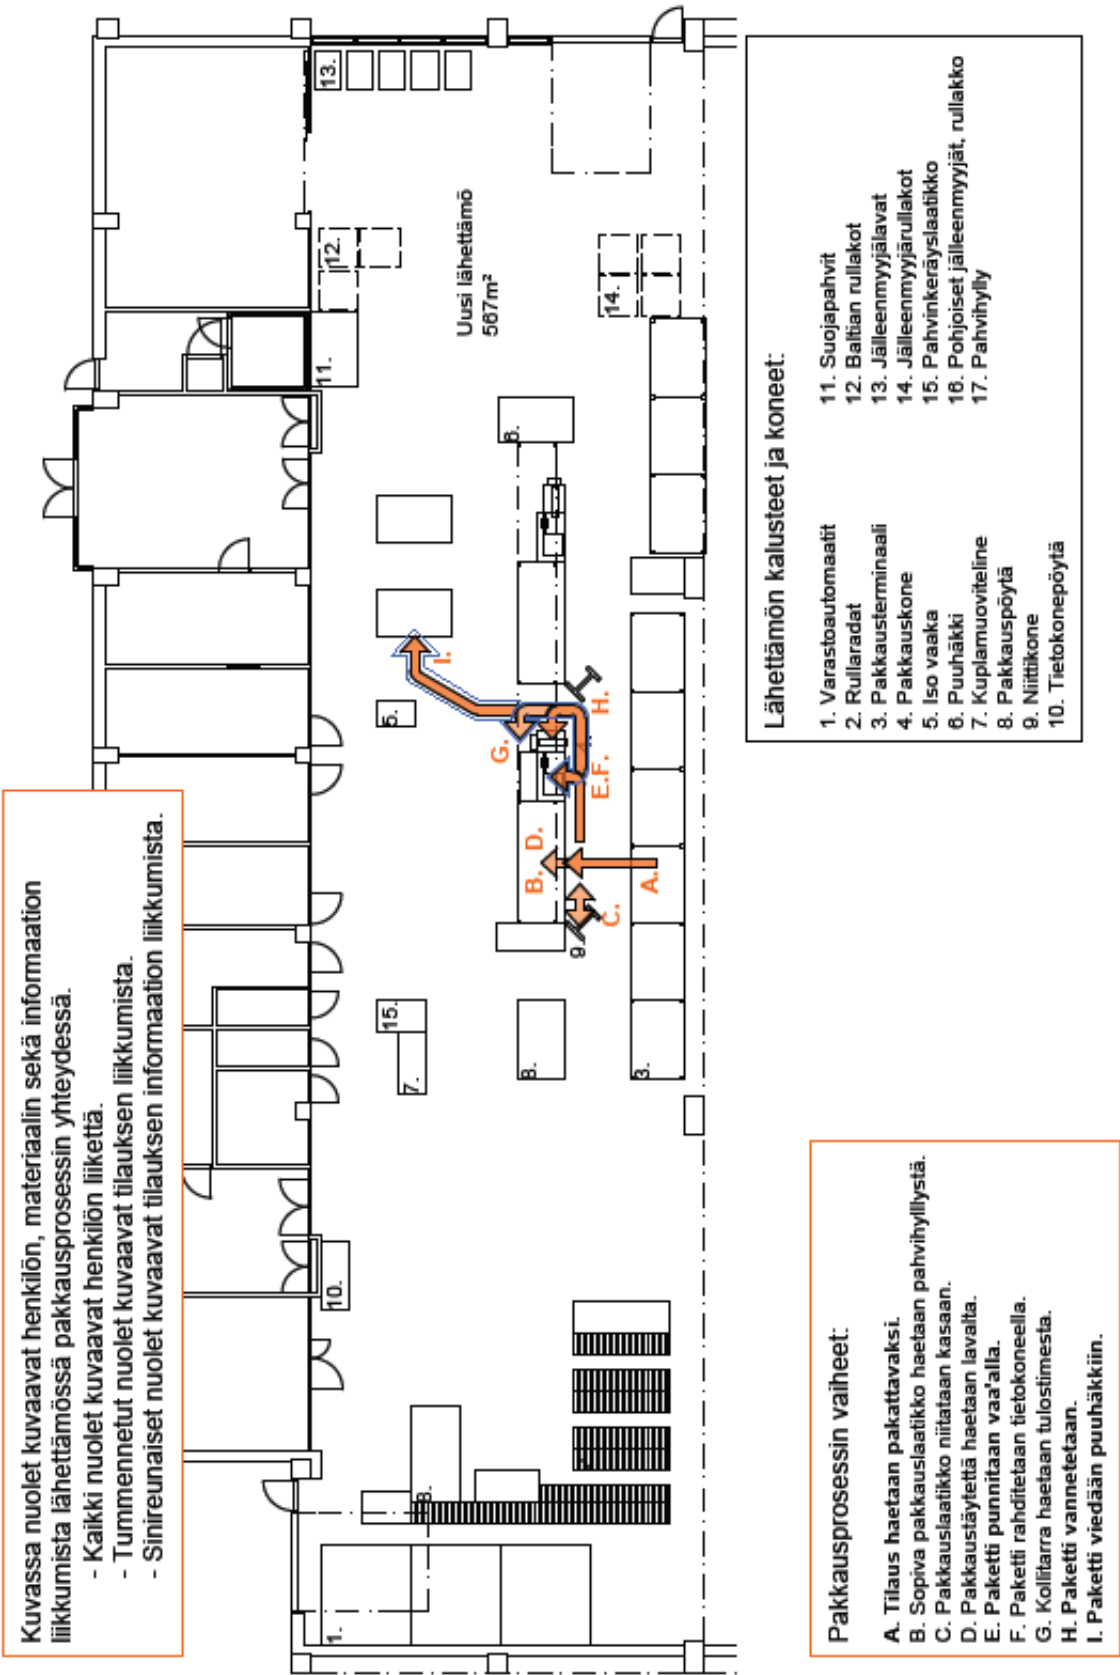 Kuvassa nuolet kuvaavat henkilön, materiaalin sekä informaation
liikkumista lähettämössä pakkausprosessin yhteydessä.
- Kaikki nuolet kuvaavat henkilön liikettä.
- Tummennetut nuolet kuvaavat tilauksen liikkumista.
- Sinireunaiset nuolet kuvaavat tilauksen informaation liikkumista.
1.
8.
10.
7.
15.
8.
3.
9.
5.
6.
11.
12.
13.
14.
Uusi lähettämö
567m²
A.
B.
C.
D.
E.F.
G.
H.
I.
Pakkausprosessin vaiheet:
A. Tilaus haetaan pakattavaksi.
B. Sopiva pakkauslaatikko haetaan pahvihyllystä.
C. Pakkauslaatikko niitataan kasaan.
D. Pakkaustäytettä haetaan lavalta.
E. Paketti punnitaan vaa'alla.
F. Paketti rahditetaan tietokoneella.
G. Kollitarra haetaan tulostimesta.
H. Paketti vannetetaan.
I. Paketti viedään puuhäkkiin.
Lähettämön kalusteet ja koneet:
1. Varastoautomaatit
2. Rullaradat
3. Pakkausterminaali
4. Pakkauskone
5. Iso vaaka
6. Puuhäkki
7. Kuplamuoviteline
8. Pakkauspöytä
9. Niittikone
10. Tietokonepöytä
11. Suojapahvit
12. Baltian rullakot
13. Jälleenmyyjälavat
14. Jälleenmyyjärullakot
15. Pahvinkeräyslaatikko
16. Pohjoiset jälleenmyyjät, rullakko
17. Pahvihylly